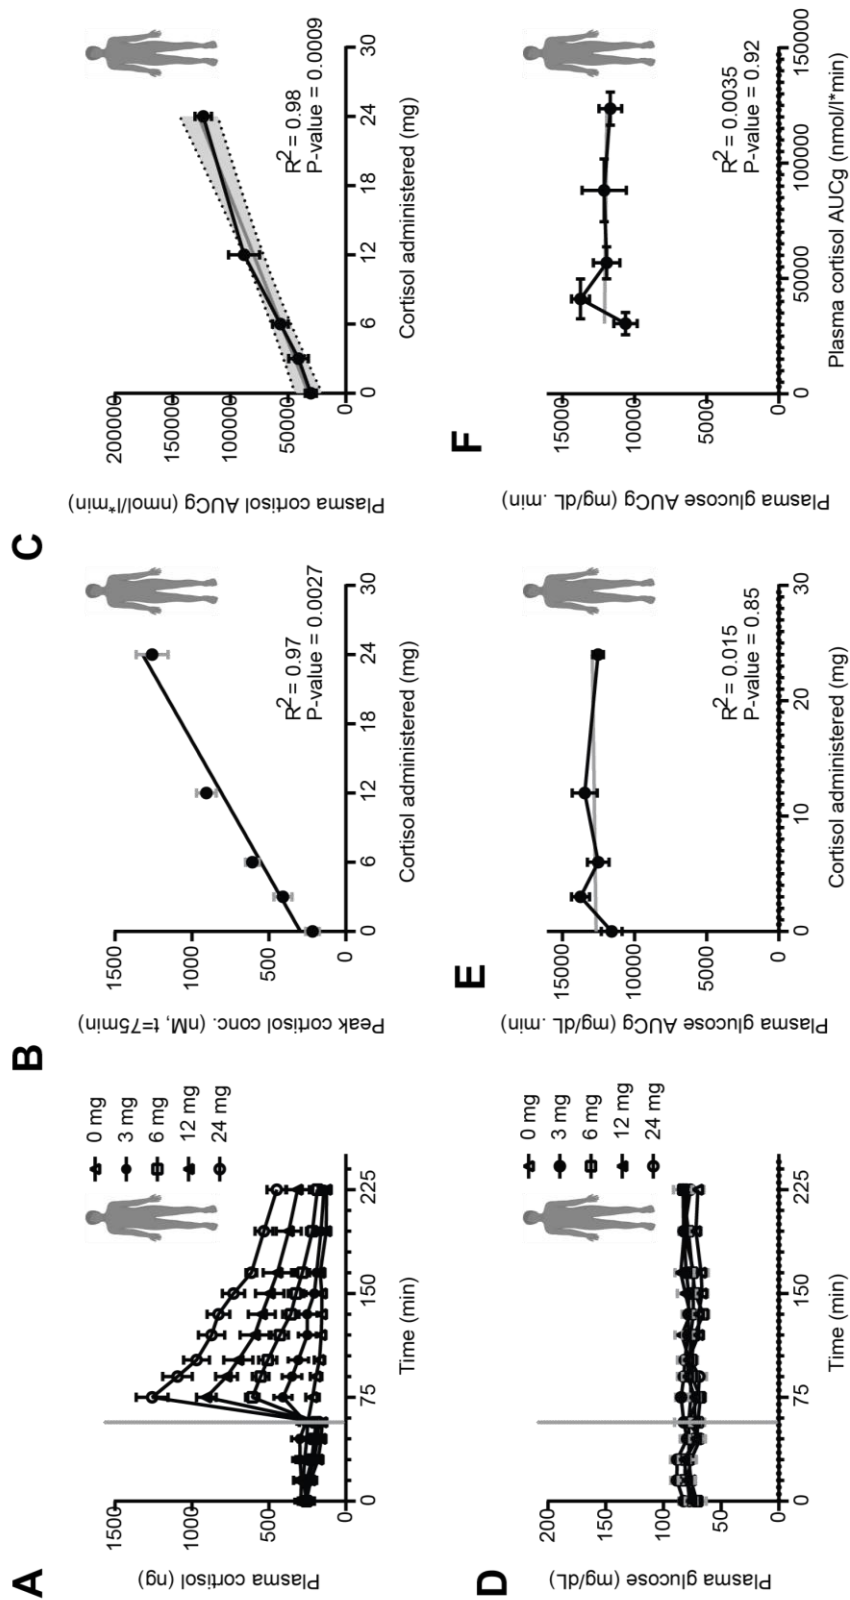 A
Plasma cortisol (ng)
1500
1000
500
0
0
75
150
225
Time (min)
0 mg
3 mg
6 mg
12 mg
24 mg
B
Peak cortisol conc. (nM, t=75min)
1500
1000
500
0
0
6
12
18
24
30
Cortisol administered (mg)
R2 = 0.97
P-value = 0.0027
C
Plasma cortisol AUCg (nmol/l*min)
200000
150000
100000
50000
0
0
6
12
18
24
30
Cortisol administered (mg)
R2 = 0.98
P-value = 0.0009
D
Plasma glucose (mg/dL)
200
150
100
50
0
75
150
225
Time (min)
0 mg
3 mg
6 mg
12 mg
24 mg
E
Plasma glucose AUCg (mg/dL .min)
15000
10000
5000
0
0
10
20
30
Cortisol administered (mg)
R2 = 0.015
P-value = 0.85
F
Plasma glucose AUCg (mg/dL .min)
15000
10000
5000
0
0
50000
100000
150000
Plasma cortisol AUCg (nmol/l*min)
R2 = 0.0035
P-value = 0.92